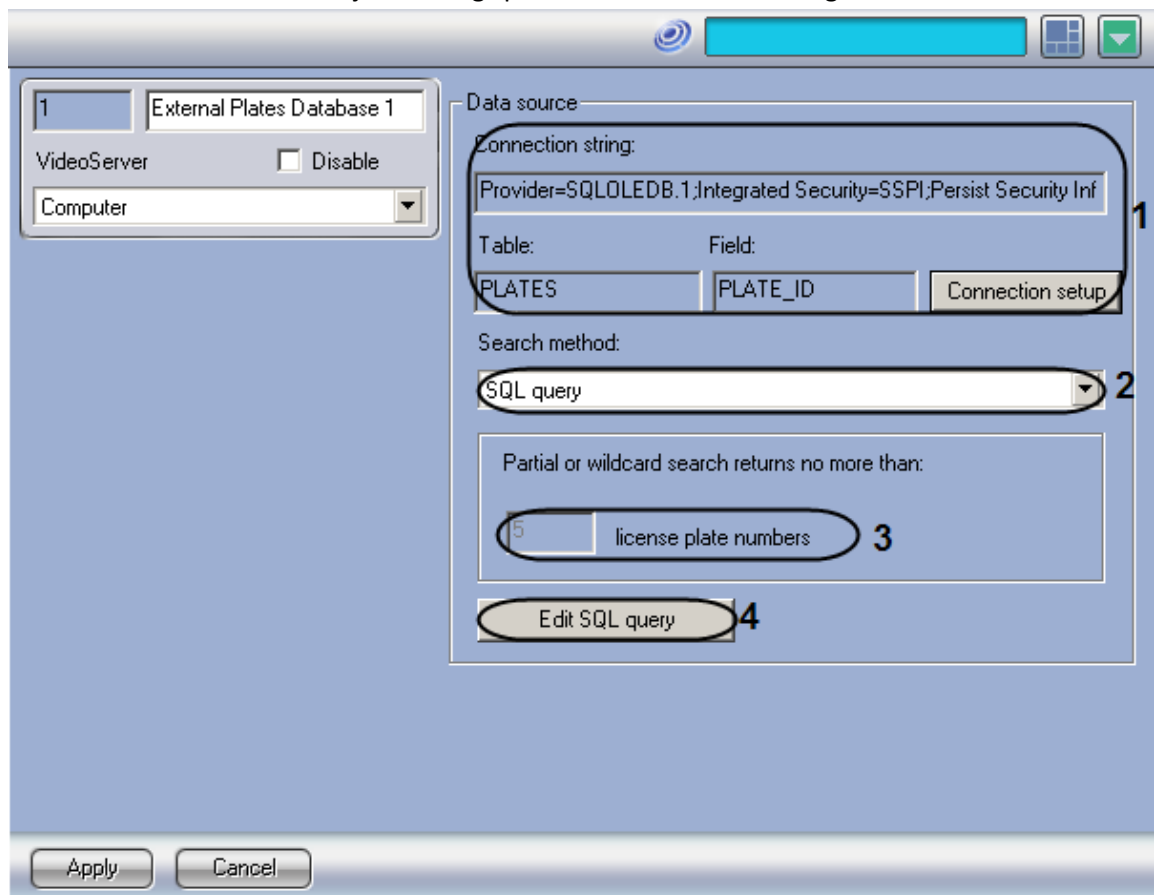 1
External Plates Database 1
VideoServer
Disable
Computer
Data source
Connection string:
Provider=SQLOLEDB.1;Integrated Security=SSPI;Persist Security Inf
1
Table:
Field:
PLATES
PLATE_ID
Connection setup
Search method:
SQL query
2
Partial or wildcard search returns no more than:
5
license plate numbers
3
Edit SQL query
4
Apply
Cancel